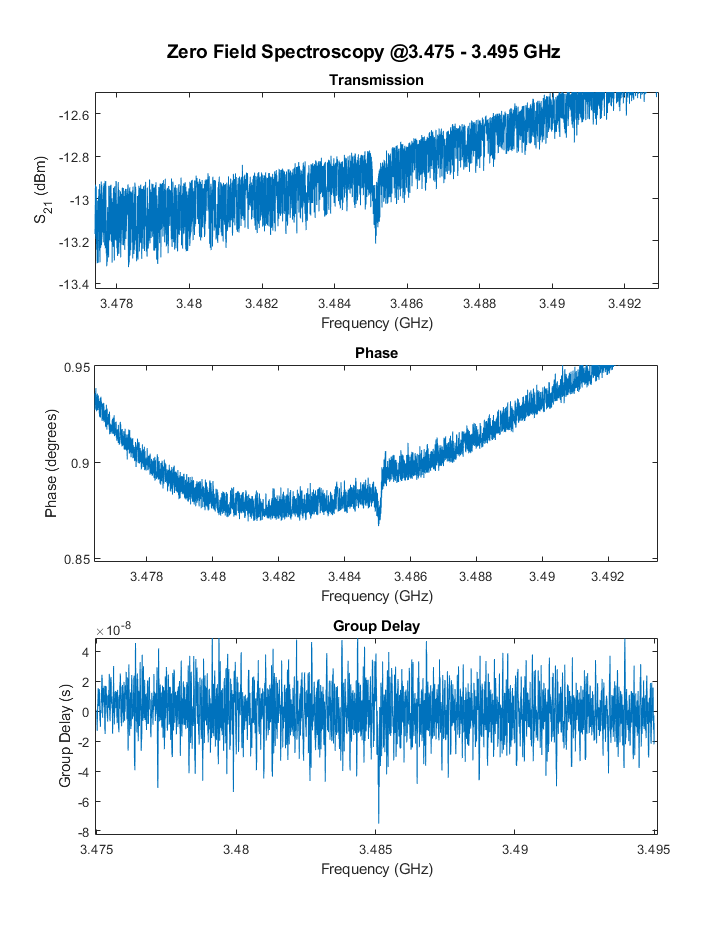 Zero Field Spectroscopy @3.475 - 3.495 GHz
Transmission
S21 (dBm)
-12.6
-12.8
-13
-13.2
-13.4
3.478 3.48 3.482 3.484 3.486 3.488 3.49 3.492
Frequency (GHz)
Phase
Phase (degrees)
0.95
0.9
0.85
3.478 3.48 3.482 3.484 3.486 3.488 3.49 3.492
Frequency (GHz)
Group Delay
×10-8
Group Delay (s)
4
2
0
-2
-4
-6
-8
3.475 3.48 3.485 3.49 3.495
Frequency (GHz)